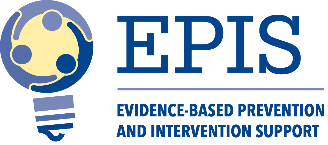 EPIS
EVIDENCE-BASED PREVENTION
AND INTERVENTION SUPPORT